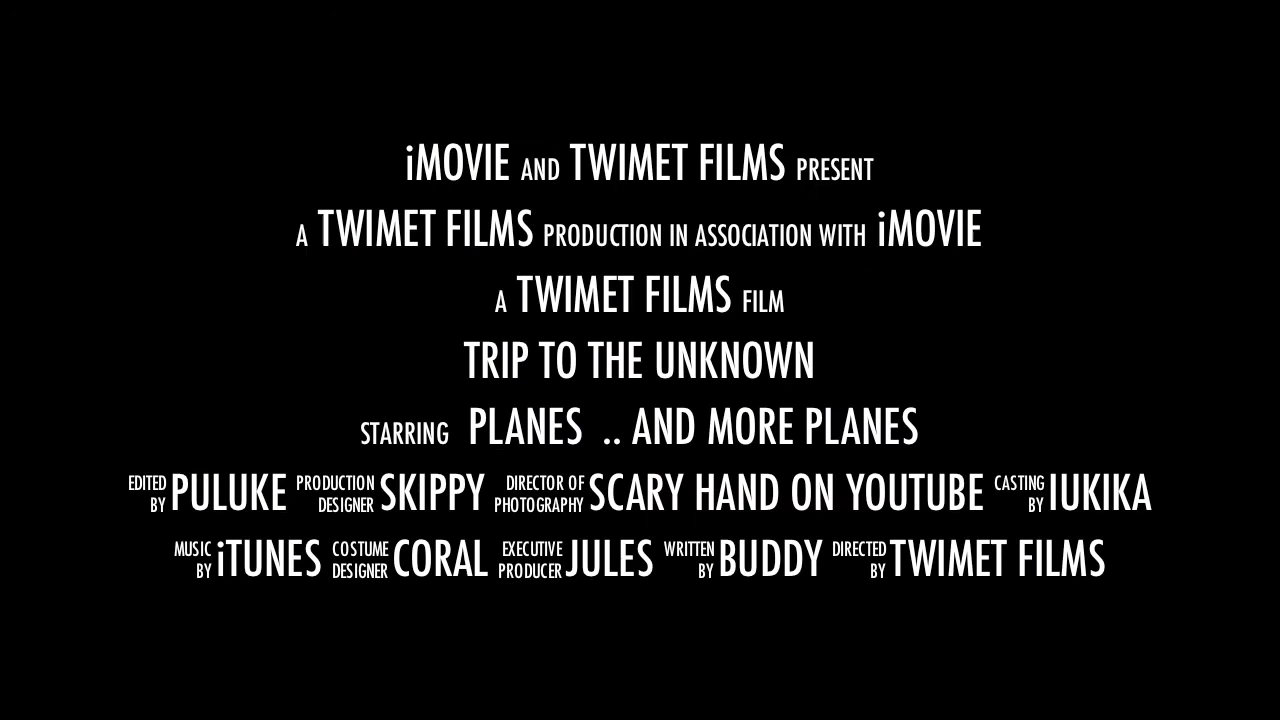 iMOVIE AND TWIMET FILMS PRESENT
A TWIMET FILMS PRODUCTION IN ASSOCIATION WITH iMOVIE
A TWIMET FILMS FILM
TRIP TO THE UNKNOWN
STARRING PLANES .. AND MORE PLANES
EDITED BY PULUKE PRODUCTION DESIGNER SKIPPY DIRECTOR OF PHOTOGRAPHY SCARY HAND ON YOUTUBE CASTING BY IUKIKA
MUSIC BY iTUNES COSTUME DESIGNER CORAL EXECUTIVE PRODUCER JULES WRITTEN BY BUDDY DIRECTED BY TWIMET FILMS